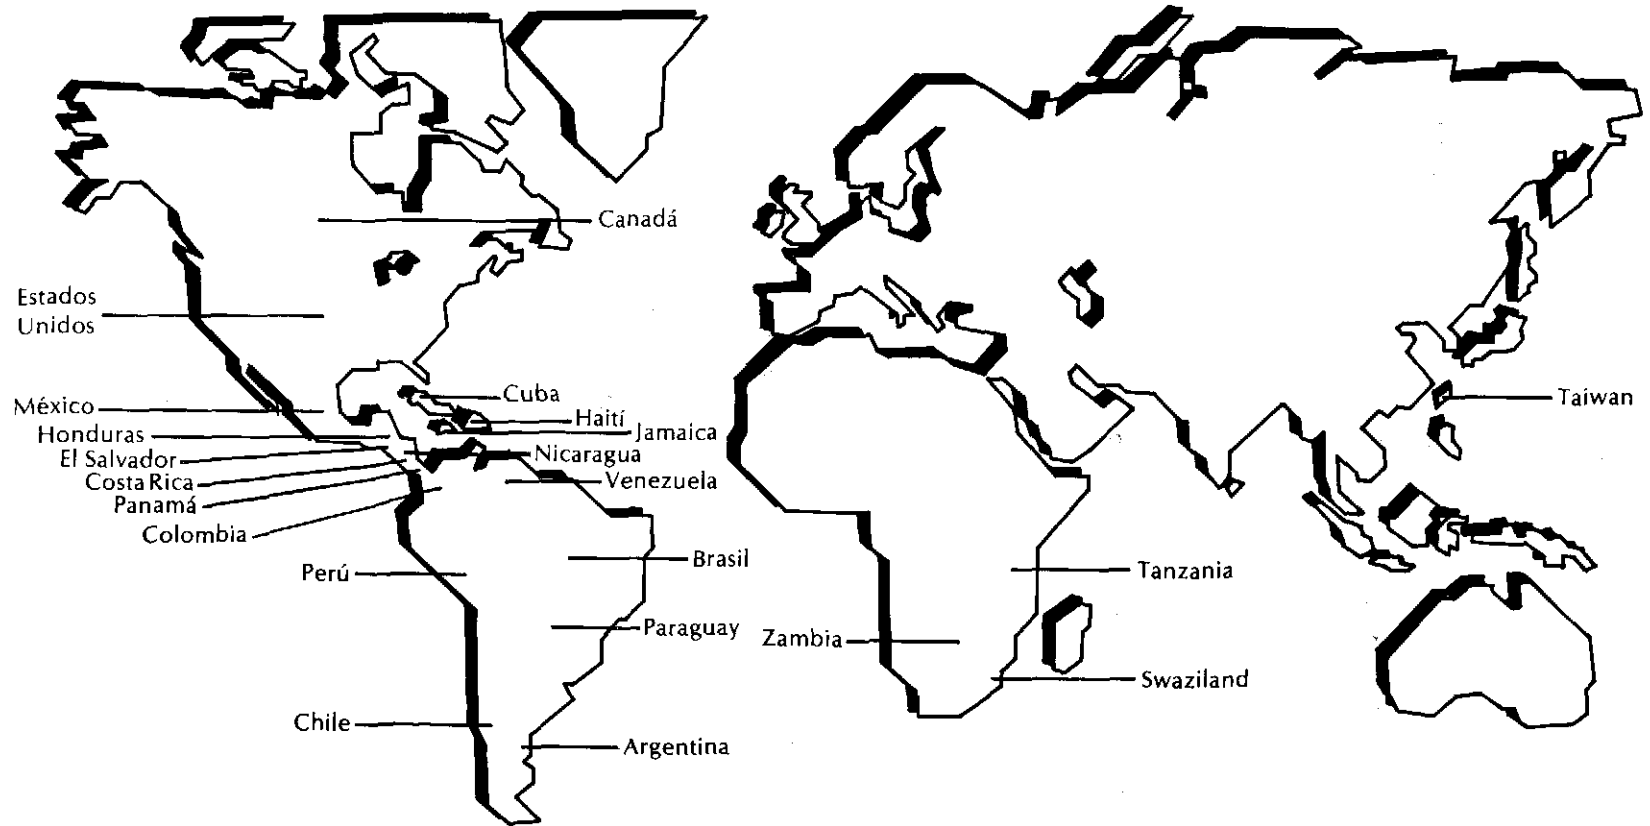 Canadá
Estados
Unidos
Cuba
Taíwan
México
Haití
Jamaica
Honduras
Nicaragua
El Salvador
Costa Rica
Venezuela
Panamá
Colombia
Brasil
Perú
Tanzania
Paraguay
Zambia
Swaziland
Chile
Argentina